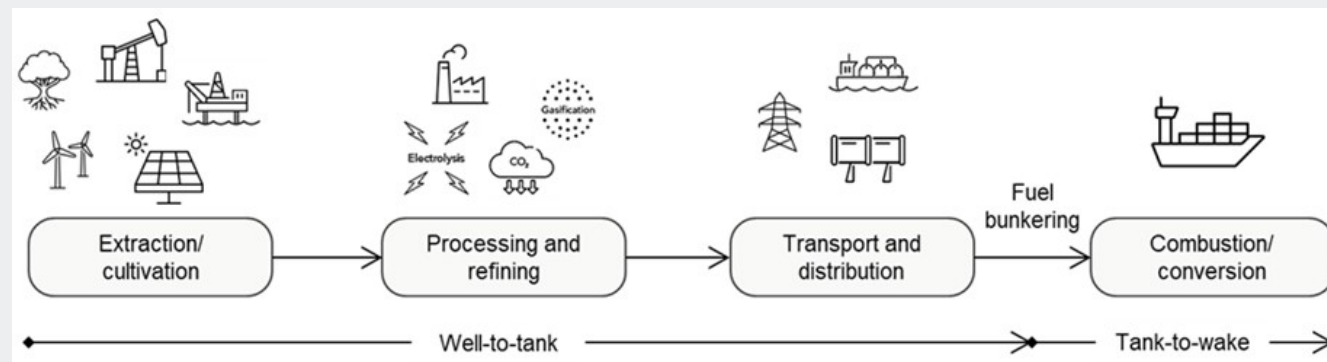 Gasification
Electrolysis
CO₂
Extraction/
cultivation
Processing and
refining
Transport and
distribution
Fuel
bunkering
Combustion/
conversion
Well-to-tank
Tank-to-wake